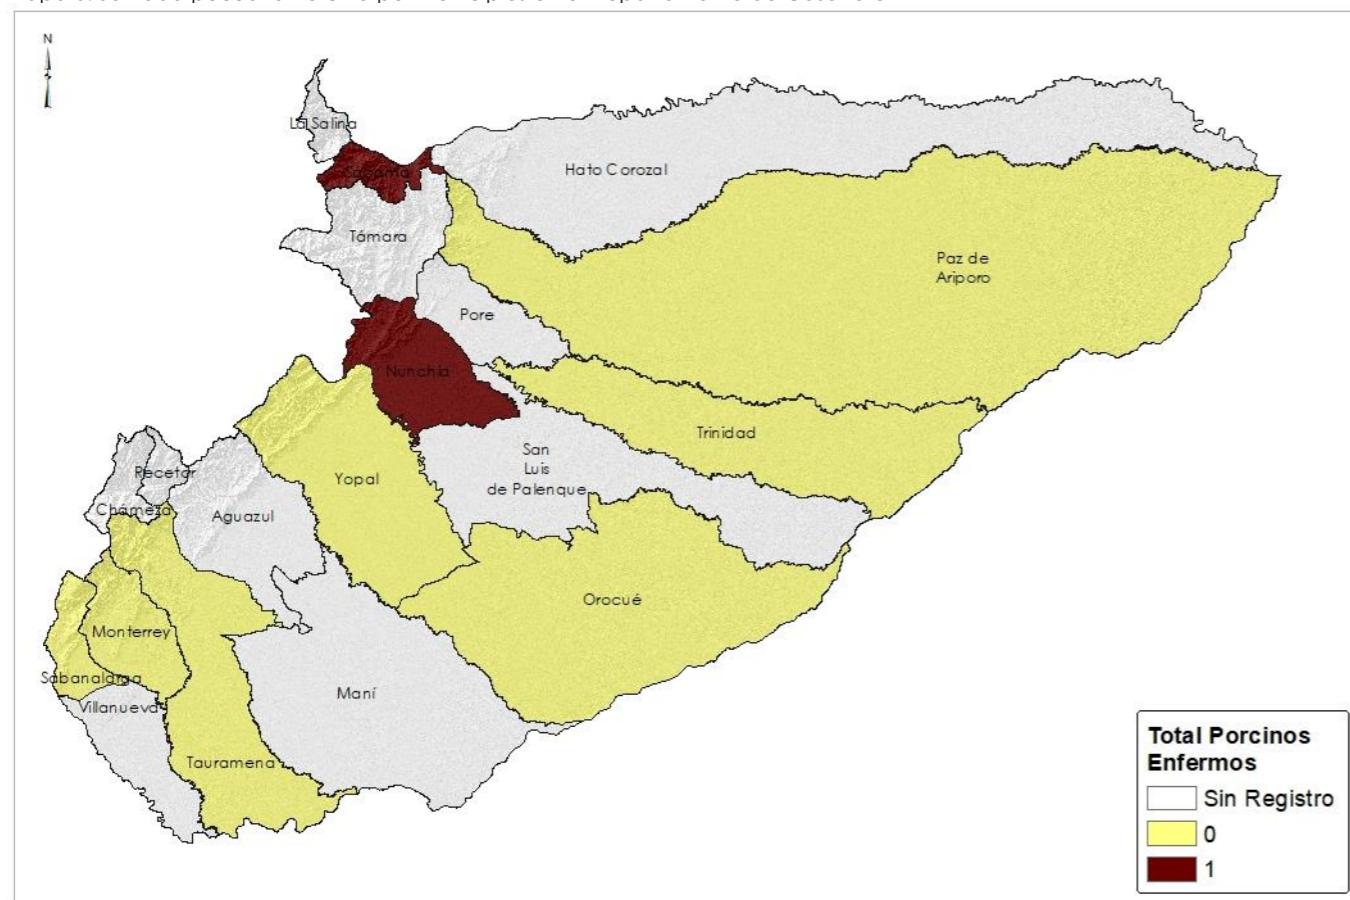 N
La Salina
Sácama
Hato Corozal
Támara
Paz de
Ariporo
Pore
Nunchía
Trinidad
San
Luis
de Palenque
Yopal
Recetor
Chámeza
Aguazul
Orocué
Monterrey
Sabanalarga
Maní
Villanueva
Tauramena
Total Porcinos
Enfermos
Sin Registro
0
1